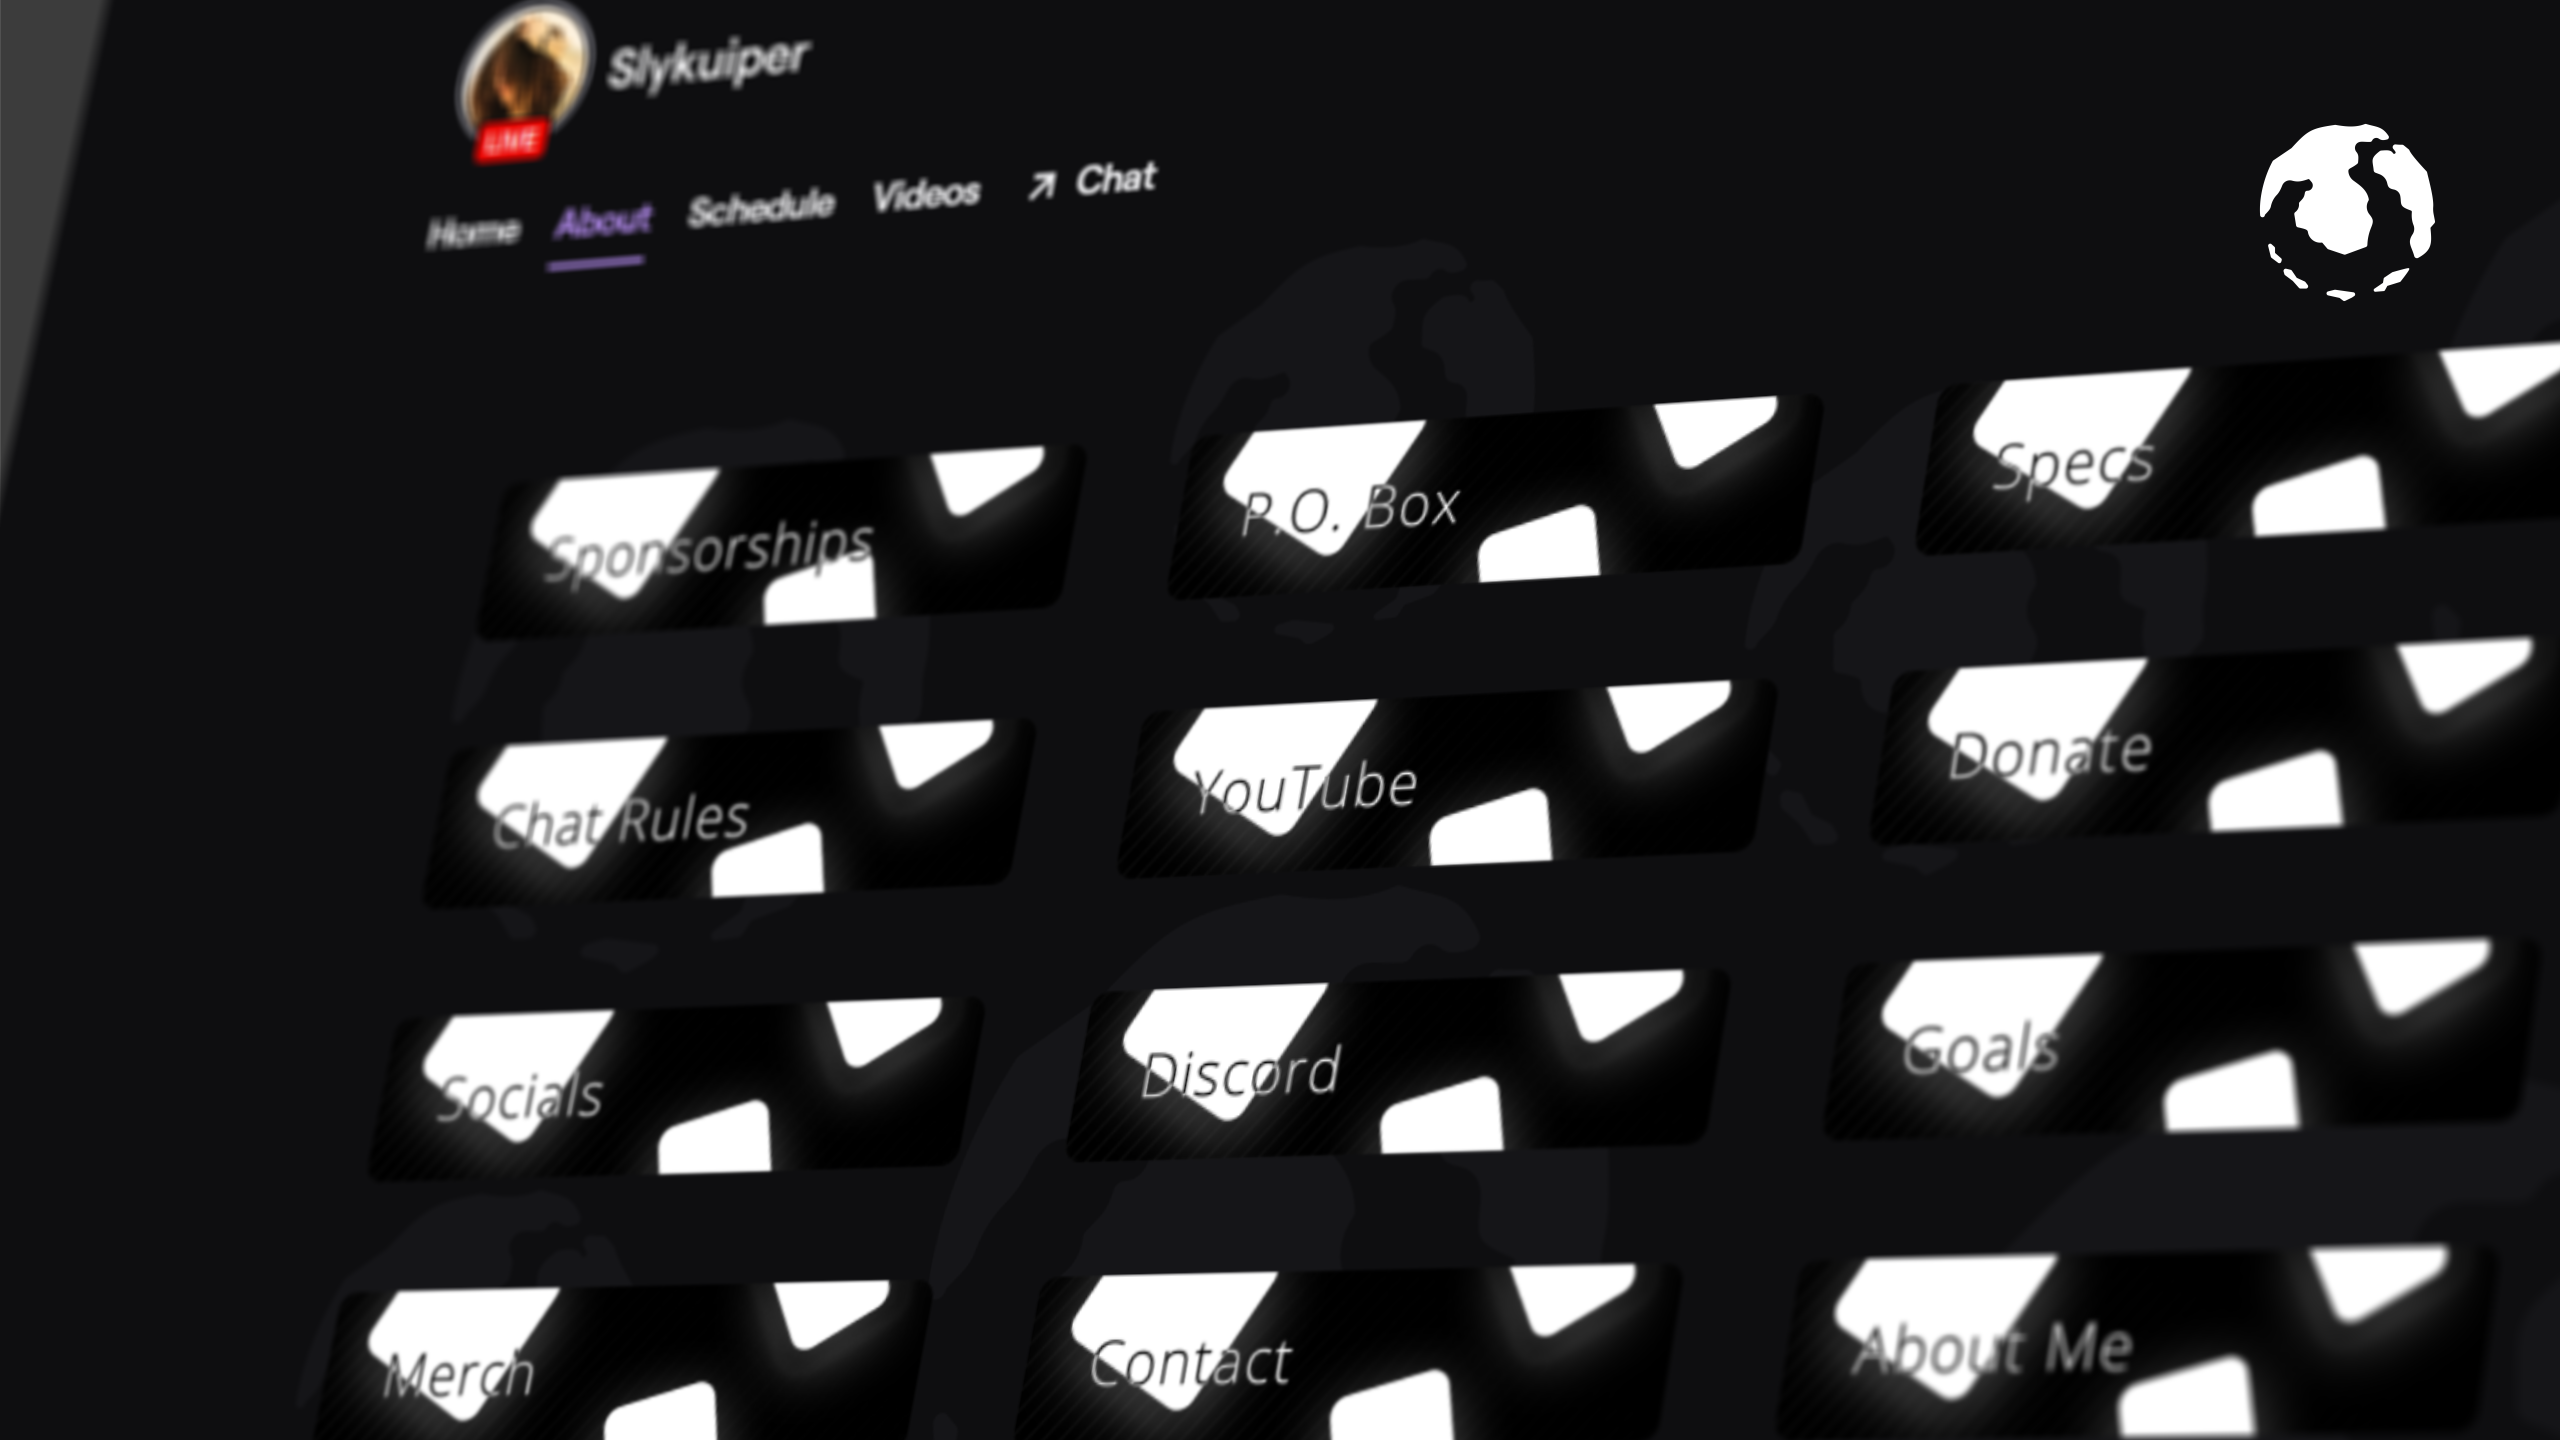 Slykuiper
LIVE
Home About Schedule Videos Chat
Sponsorships P.O. Box Specs
Chat Rules YouTube Donate
Socials Discord Goals
Merch Contact About Me